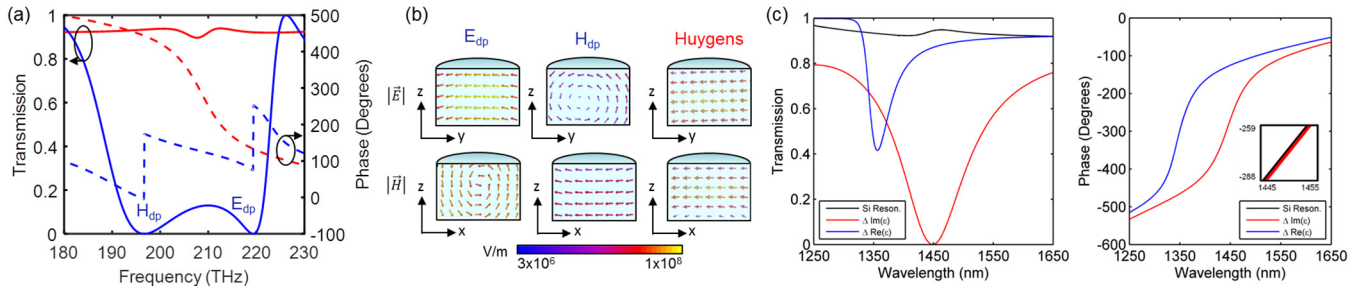 (a)
Transmission
1
0.8
0.6
0.4
0.2
0
180 190 200 210 220 230
Frequency (THz)
500
400
300
200
100
0
-100
Phase (Degrees)
Hdp
Edp
(b)
Edp Hdp Huygens
|E|
z z z
y y y
|H|
z z z
x x x
V/m
3x10⁶ 1x10⁸
(c)
Transmission
1
0.8
0.6
0.4
0.2
0
Si Reson.
Δ Im(ε)
Δ Re(ε)
1250 1350 1450 1550 1650
Wavelength (nm)
Phase (Degrees)
0
-100
-200
-300
-400
-500
-600
-259
-288
1445 1455
Si Reson.
Δ Im(ε)
Δ Re(ε)
1250 1350 1450 1550 1650
Wavelength (nm)